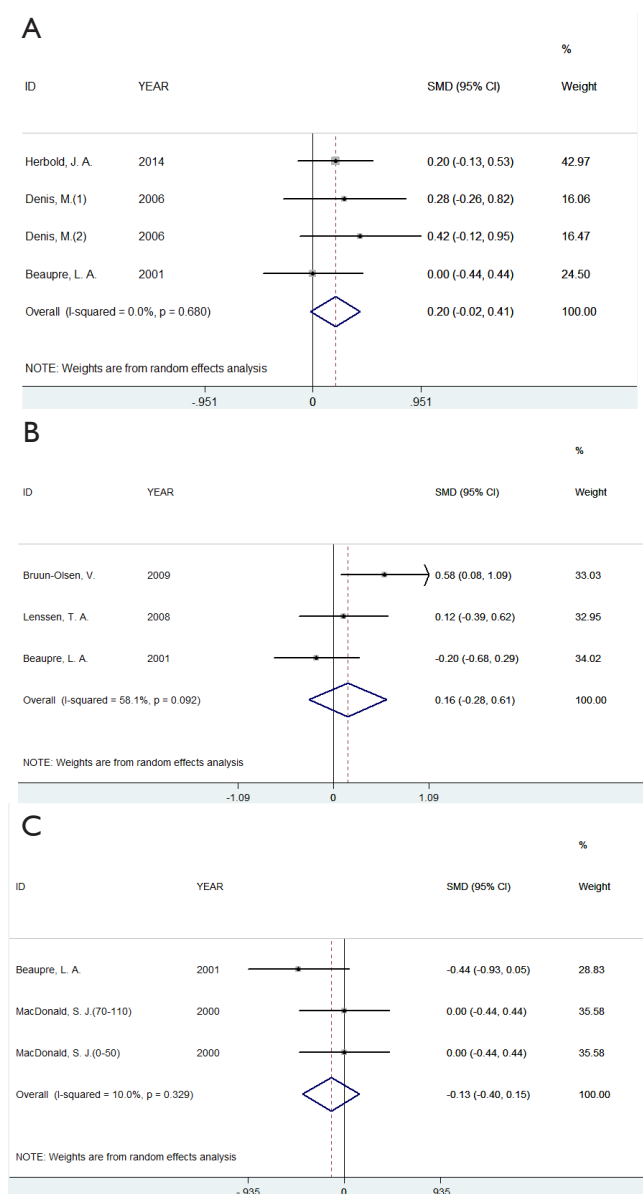 A
%
ID YEAR SMD (95% CI) Weight
Herbold, J. A. 2014 0.20 (-0.13, 0.53) 42.97
Denis, M.(1) 2006 0.28 (-0.26, 0.82) 16.06
Denis, M.(2) 2006 0.42 (-0.12, 0.95) 16.47
Beaupre, L. A. 2001 0.00 (-0.44, 0.44) 24.50
Overall (I-squared = 0.0%, p = 0.680) 0.20 (-0.02, 0.41) 100.00
NOTE: Weights are from random effects analysis
-.951 0 .951
B
%
ID YEAR SMD (95% CI) Weight
Bruun-Olsen, V. 2009 0.58 (0.08, 1.09) 33.03
Lenssen, T. A. 2008 0.12 (-0.39, 0.62) 32.95
Beaupre, L. A. 2001 -0.20 (-0.68, 0.29) 34.02
Overall (I-squared = 58.1%, p = 0.092) 0.16 (-0.28, 0.61) 100.00
NOTE: Weights are from random effects analysis
-1.09 0 1.09
C
%
ID YEAR SMD (95% CI) Weight
Beaupre, L. A. 2001 -0.44 (-0.93, 0.05) 28.83
MacDonald, S. J.(70-110) 2000 0.00 (-0.44, 0.44) 35.58
MacDonald, S. J.(0-50) 2000 0.00 (-0.44, 0.44) 35.58
Overall (I-squared = 10.0%, p = 0.329) -0.13 (-0.40, 0.15) 100.00
NOTE: Weights are from random effects analysis
-.935 0 .935